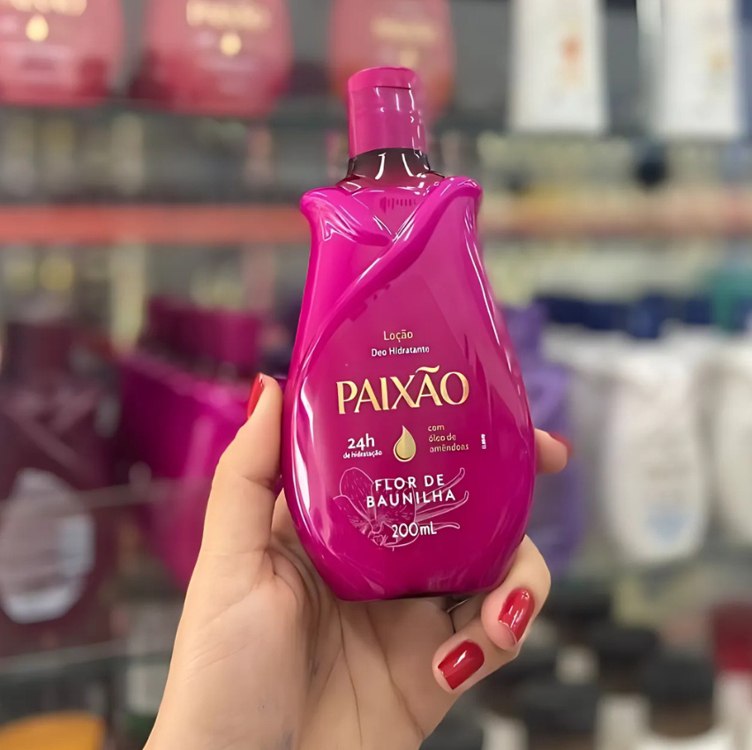 Loção
Deo Hidratante
PAIXÃO
24h
de hidratação
com
óleo de
amêndoas
FLOR DE
BAUNILHA
200mL